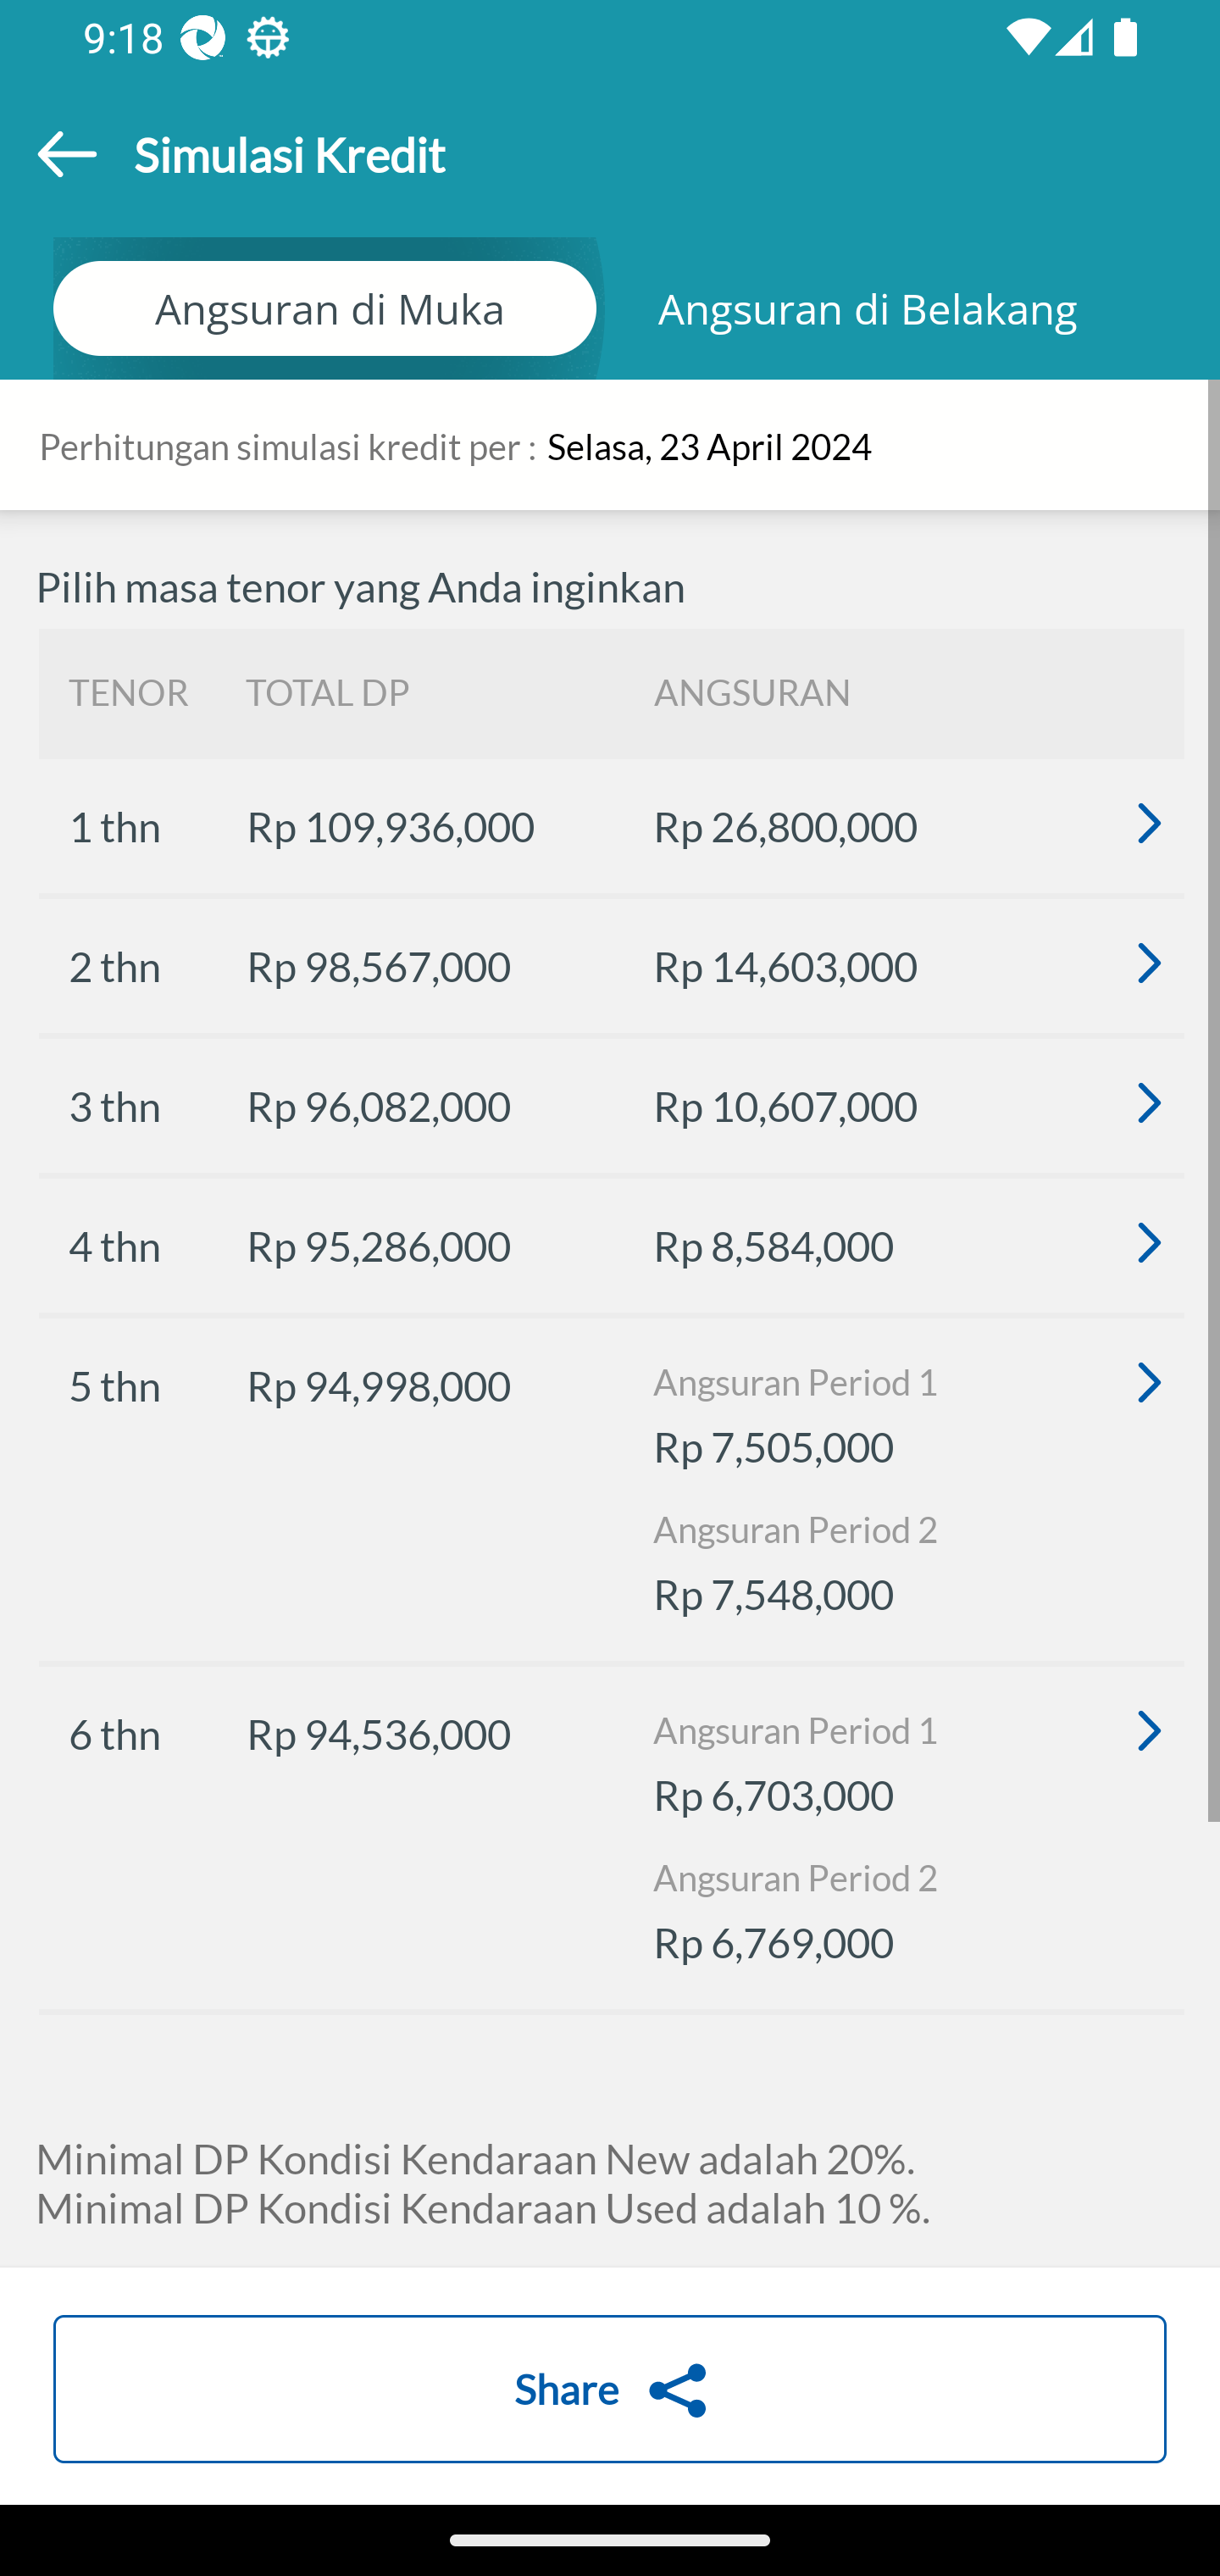 9:18
Simulasi Kredit
Angsuran di Muka Angsuran di Belakang
Perhitungan simulasi kredit per : Selasa, 23 April 2024
Pilih masa tenor yang Anda inginkan
TENOR TOTAL DP ANGSURAN
1 thn Rp 109,936,000 Rp 26,800,000
2 thn Rp 98,567,000 Rp 14,603,000
3 thn Rp 96,082,000 Rp 10,607,000
4 thn Rp 95,286,000 Rp 8,584,000
5 thn Rp 94,998,000 Angsuran Period 1
Rp 7,505,000
Angsuran Period 2
Rp 7,548,000
6 thn Rp 94,536,000 Angsuran Period 1
Rp 6,703,000
Angsuran Period 2
Rp 6,769,000
Minimal DP Kondisi Kendaraan New adalah 20%.
Minimal DP Kondisi Kendaraan Used adalah 10 %.
Share